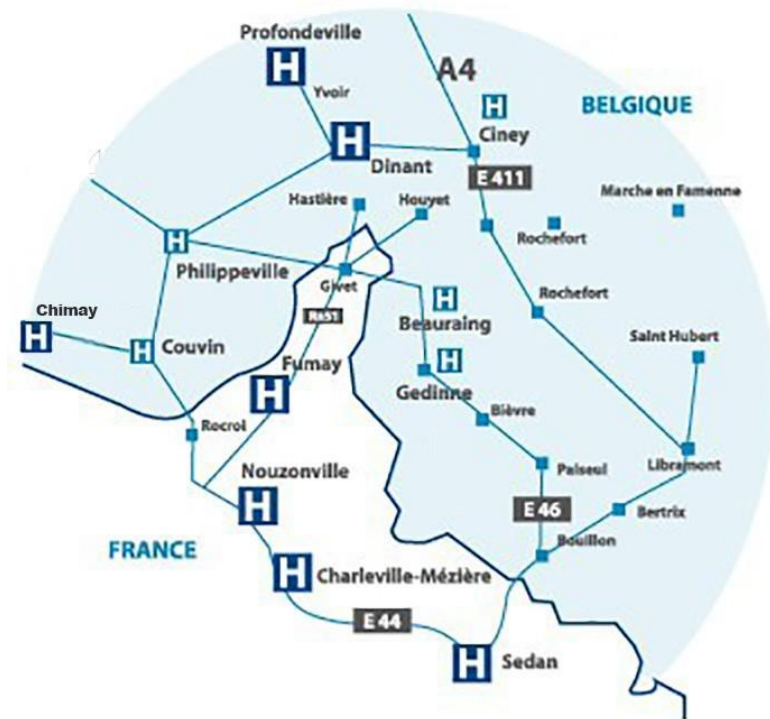 Profondeville
H
Yvoir
A4
H
Ciney
BELGIQUE
H
Dinant
E 411
Marche en Famenne
Hastière
Houyet
H
Rochefort
Philippeville
Givet
Rochefort
H
Beauraing
Chimay
H
H
Couvin
Saint Hubert
Fumay
H
H
Gedinne
Bièvre
Rocroi
Nouzonville
H
Paiseul
Libramont
E 46
Bertrix
FRANCE
Bouillon
H
Charleville-Mézière
E 44
H
Sedan